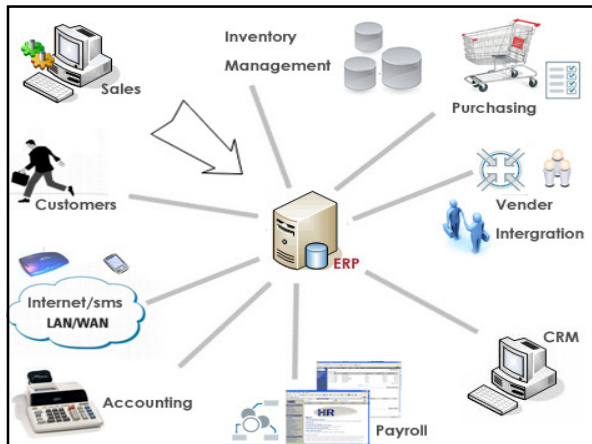 Inventory
Management
Sales
Purchasing
Customers
Vender
Intergration
ERP
Internet/sms
LAN/WAN
CRM
Accounting
HR
Payroll